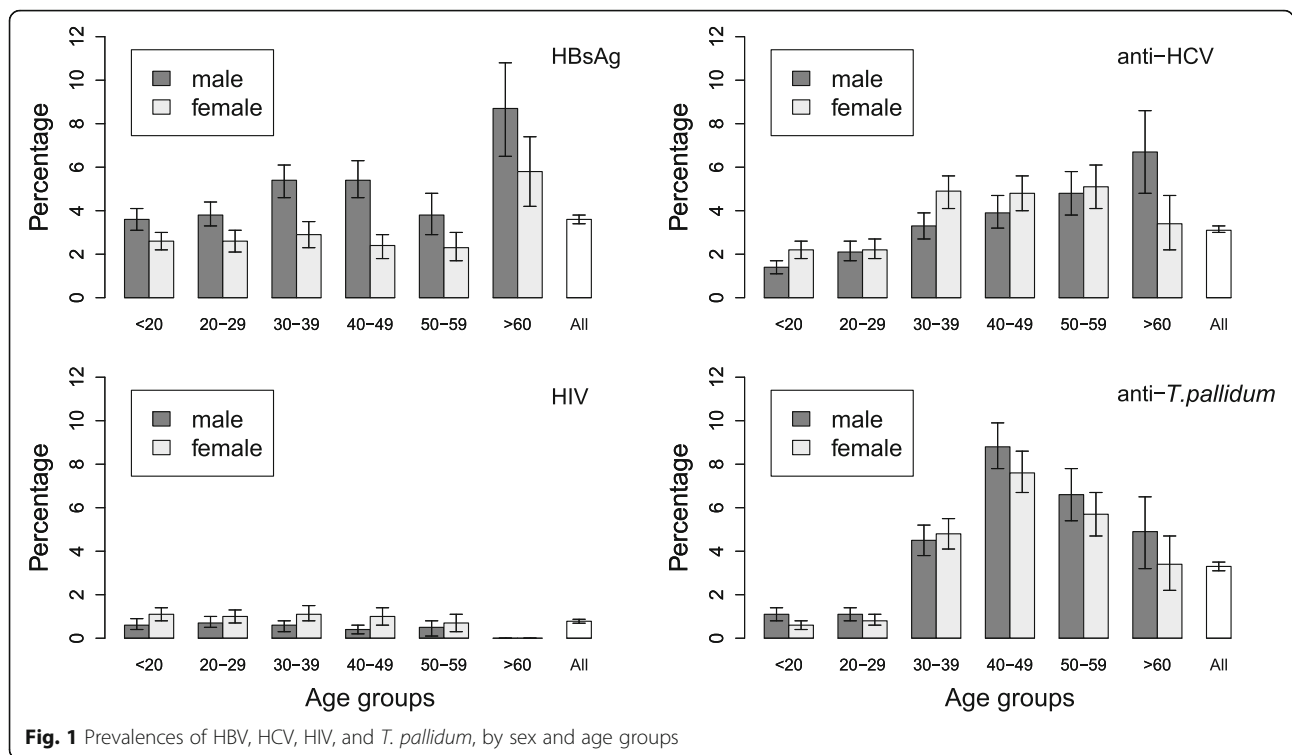 HBsAg
male
female
Percentage
0 2 4 6 8 10 12
<20 20−29 30−39 40−49 50−59 >60 All
anti−HCV
male
female
Percentage
0 2 4 6 8 10 12
<20 20−29 30−39 40−49 50−59 >60 All
HIV
male
female
Percentage
0 2 4 6 8 10 12
<20 20−29 30−39 40−49 50−59 >60 All
Age groups
anti−T.pallidum
male
female
Percentage
0 2 4 6 8 10 12
<20 20−29 30−39 40−49 50−59 >60 All
Age groups
Fig. 1 Prevalences of HBV, HCV, HIV, and T. pallidum, by sex and age groups